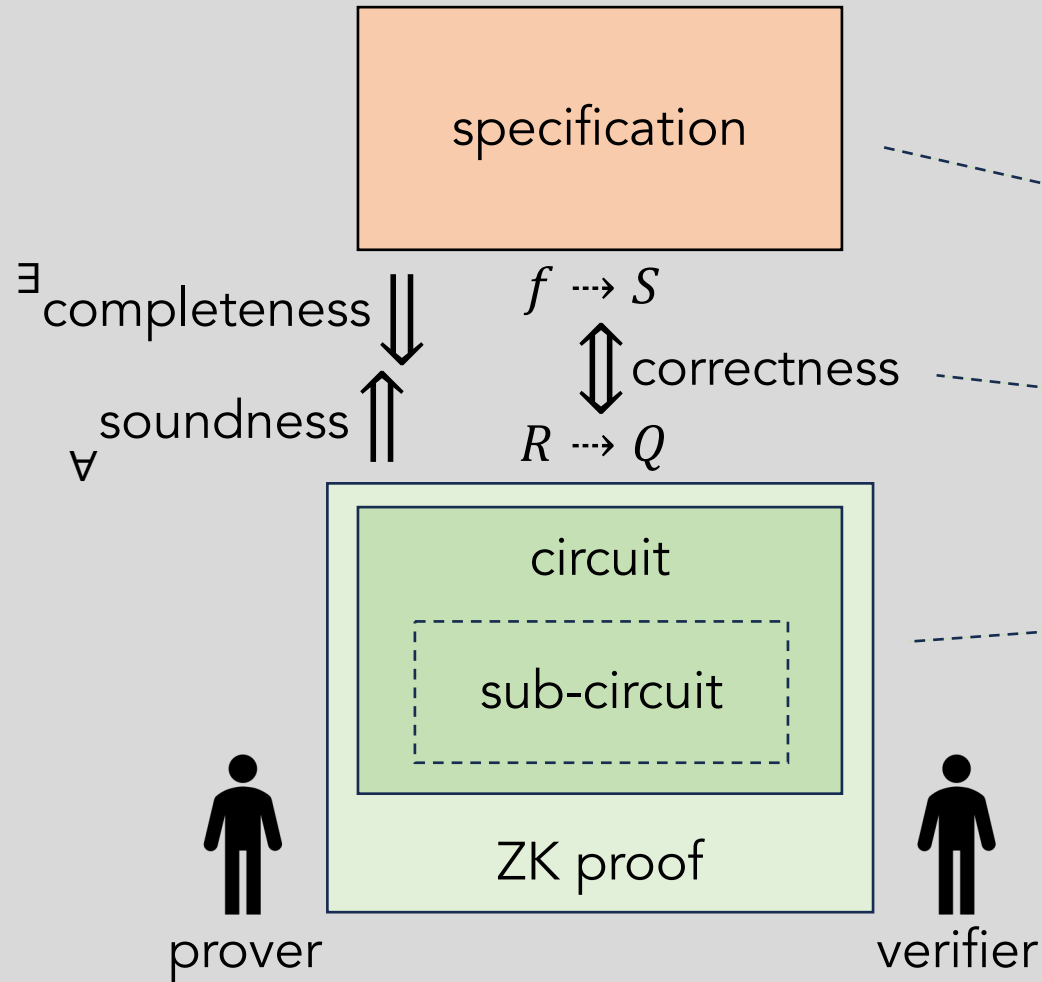 specification
∃
completeness
f ⇢ S
correctness
soundness
∀
R ⇢ Q
circuit
sub-circuit
ZK proof
prover
verifier